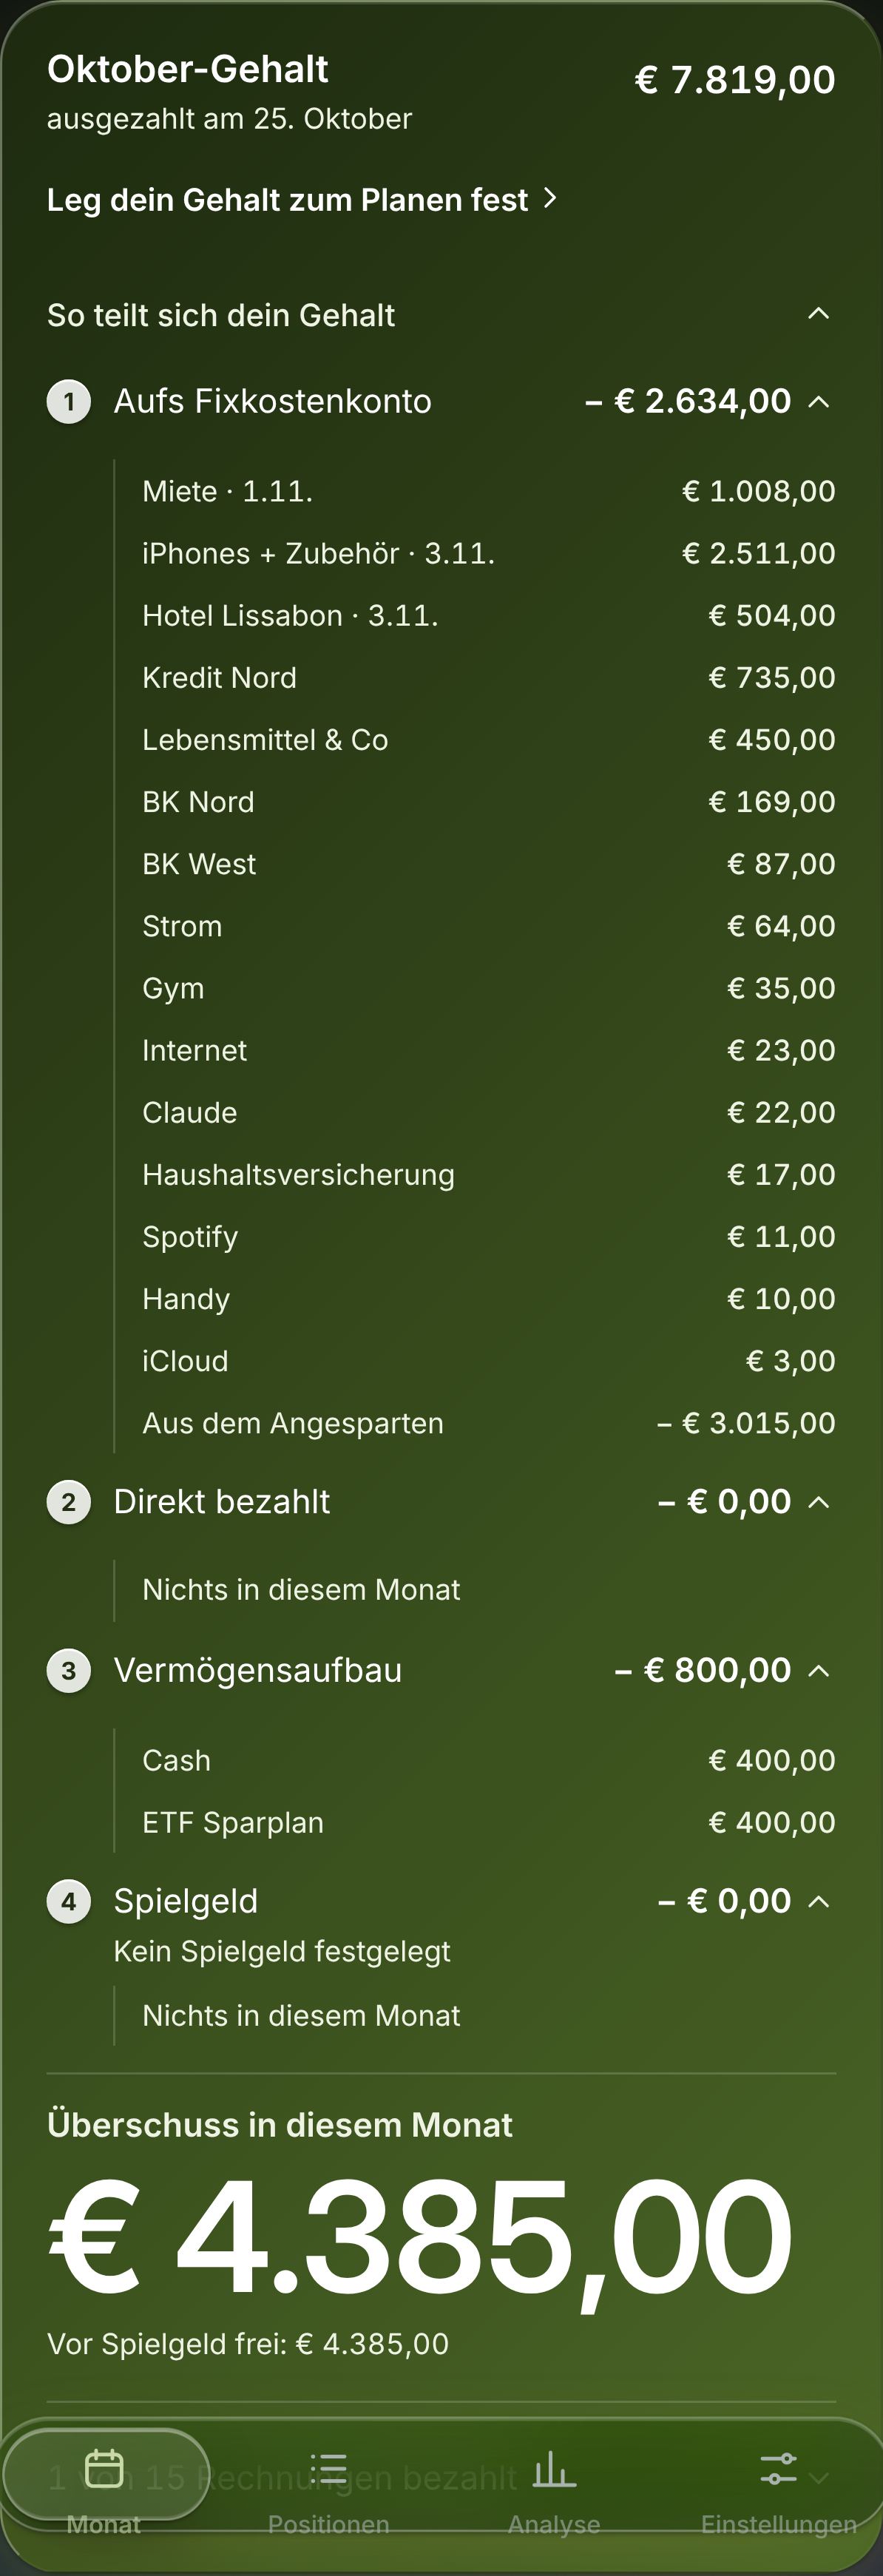 Oktober-Gehalt
€ 7.819,00
ausgezahlt am 25. Oktober
Leg dein Gehalt zum Planen fest
So teilt sich dein Gehalt
1 Aufs Fixkostenkonto – € 2.634,00
Miete · 1.11. € 1.008,00
iPhones + Zubehör · 3.11. € 2.511,00
Hotel Lissabon · 3.11. € 504,00
Kredit Nord € 735,00
Lebensmittel & Co € 450,00
BK Nord € 169,00
BK West € 87,00
Strom € 64,00
Gym € 35,00
Internet € 23,00
Claude € 22,00
Haushaltsversicherung € 17,00
Spotify € 11,00
Handy € 10,00
iCloud € 3,00
Aus dem Angesparten – € 3.015,00
2 Direkt bezahlt – € 0,00
Nichts in diesem Monat
3 Vermögensaufbau – € 800,00
Cash € 400,00
ETF Sparplan € 400,00
4 Spielgeld – € 0,00
Kein Spielgeld festgelegt
Nichts in diesem Monat
Überschuss in diesem Monat
€ 4.385,00
Vor Spielgeld frei: € 4.385,00
1 von 15 Rechnungen bezahlt
Monat Positionen Analyse Einstellungen